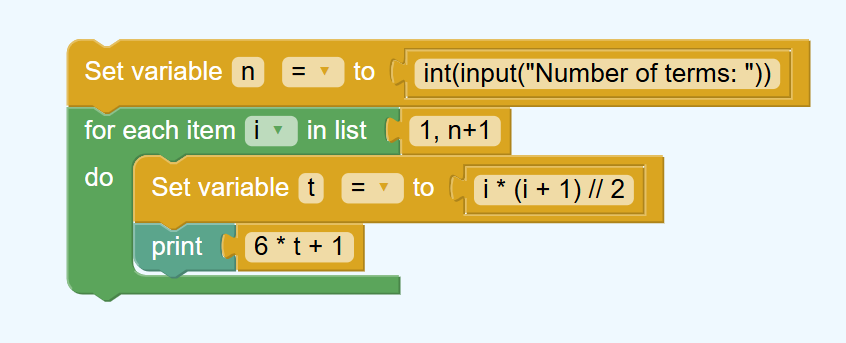 Set variable n = ▾ to int(input("Number of terms: "))
for each item i ▾ in list 1, n+1
do Set variable t = ▾ to i * (i + 1) // 2
print 6 * t + 1